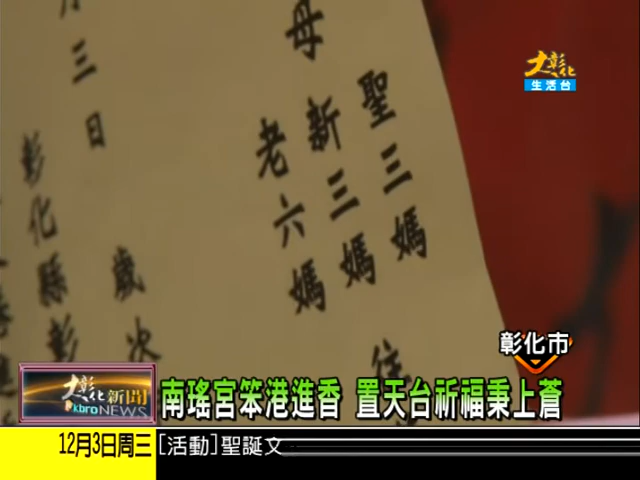 母
聖三媽
新三媽
老六媽
往
月三日
歲次
彰化縣彰
大彰化
生活台
彰化市
大彰化新聞
kbro NEWS
南瑤宮笨港進香 置天台祈福秉上蒼
12月3日周三
[活動]聖誕文